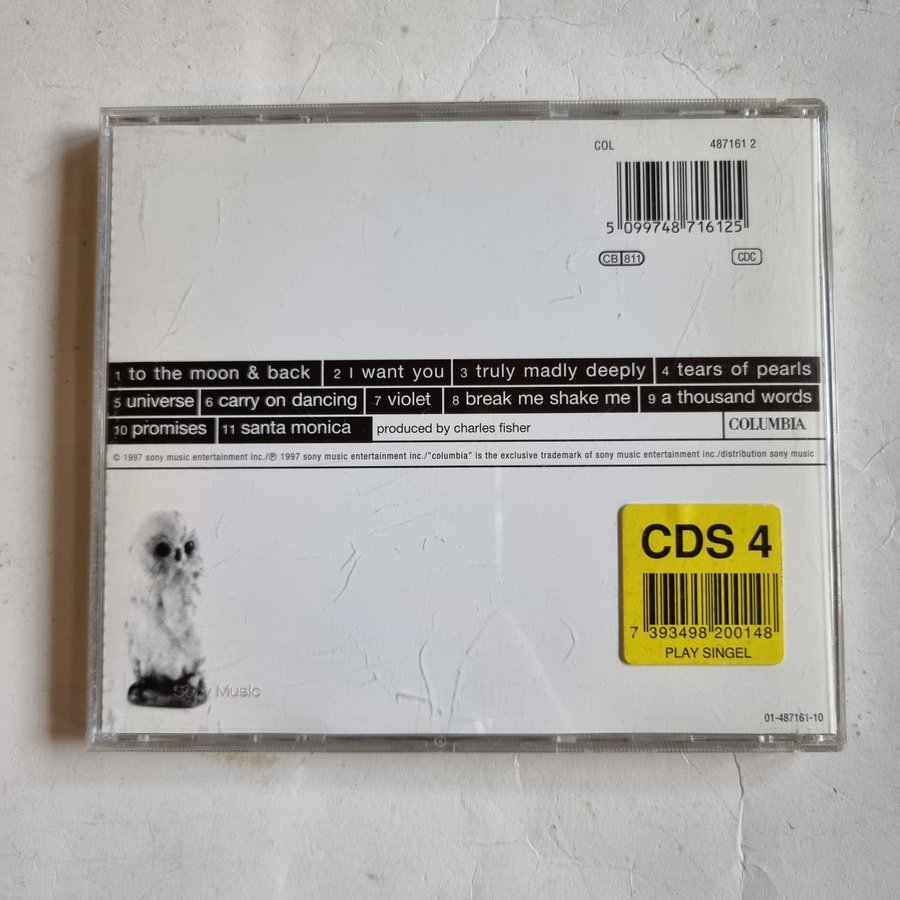 COL 487161 2
5 099748 716125
CB 811 CDC
1 to the moon & back 2 I want you 3 truly madly deeply 4 tears of pearls
5 universe 6 carry on dancing 7 violet 8 break me shake me 9 a thousand words
10 promises 11 santa monica produced by charles fisher COLUMBIA
© 1997 sony music entertainment inc./℗ 1997 sony music entertainment inc./"columbia" is the exclusive trademark of sony music entertainment inc./distribution sony music
CDS 4
7 393498 200148
PLAY SINGEL
Sony Music
01-487161-10